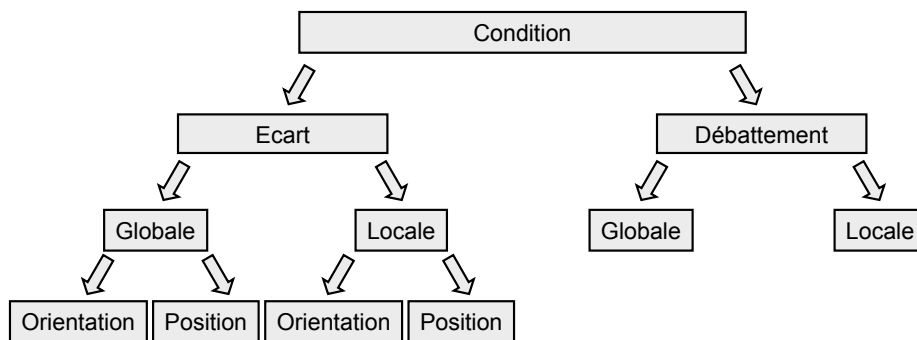 Condition
Ecart
Débattement
Globale
Locale
Globale
Locale
Orientation
Position
Orientation
Position